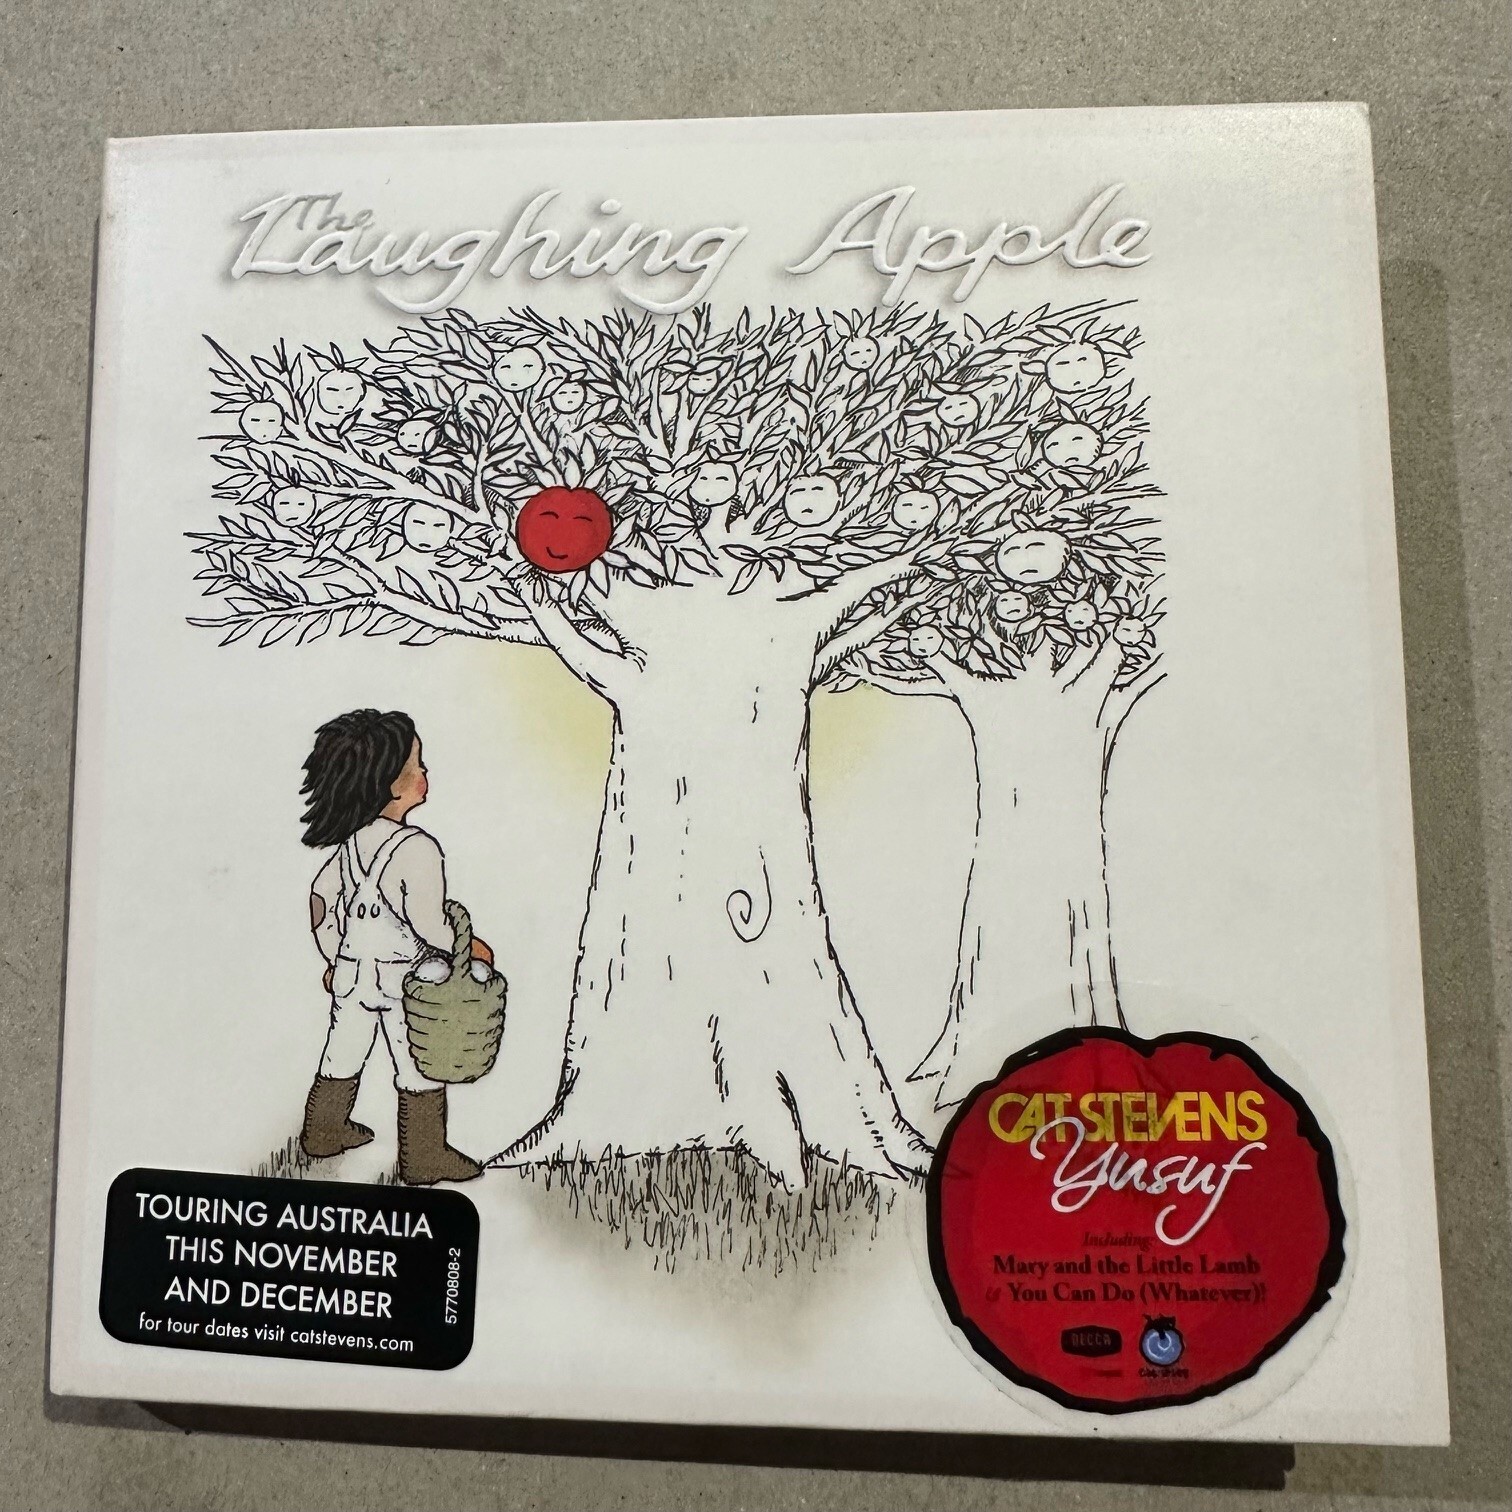 The Laughing Apple
TOURING AUSTRALIA
THIS NOVEMBER
AND DECEMBER
for tour dates visit catstevens.com
5770808-2
CAT STEVENS
Yusuf
Including:
Mary and the Little Lamb
You Can Do (Whatever)!
DECCA